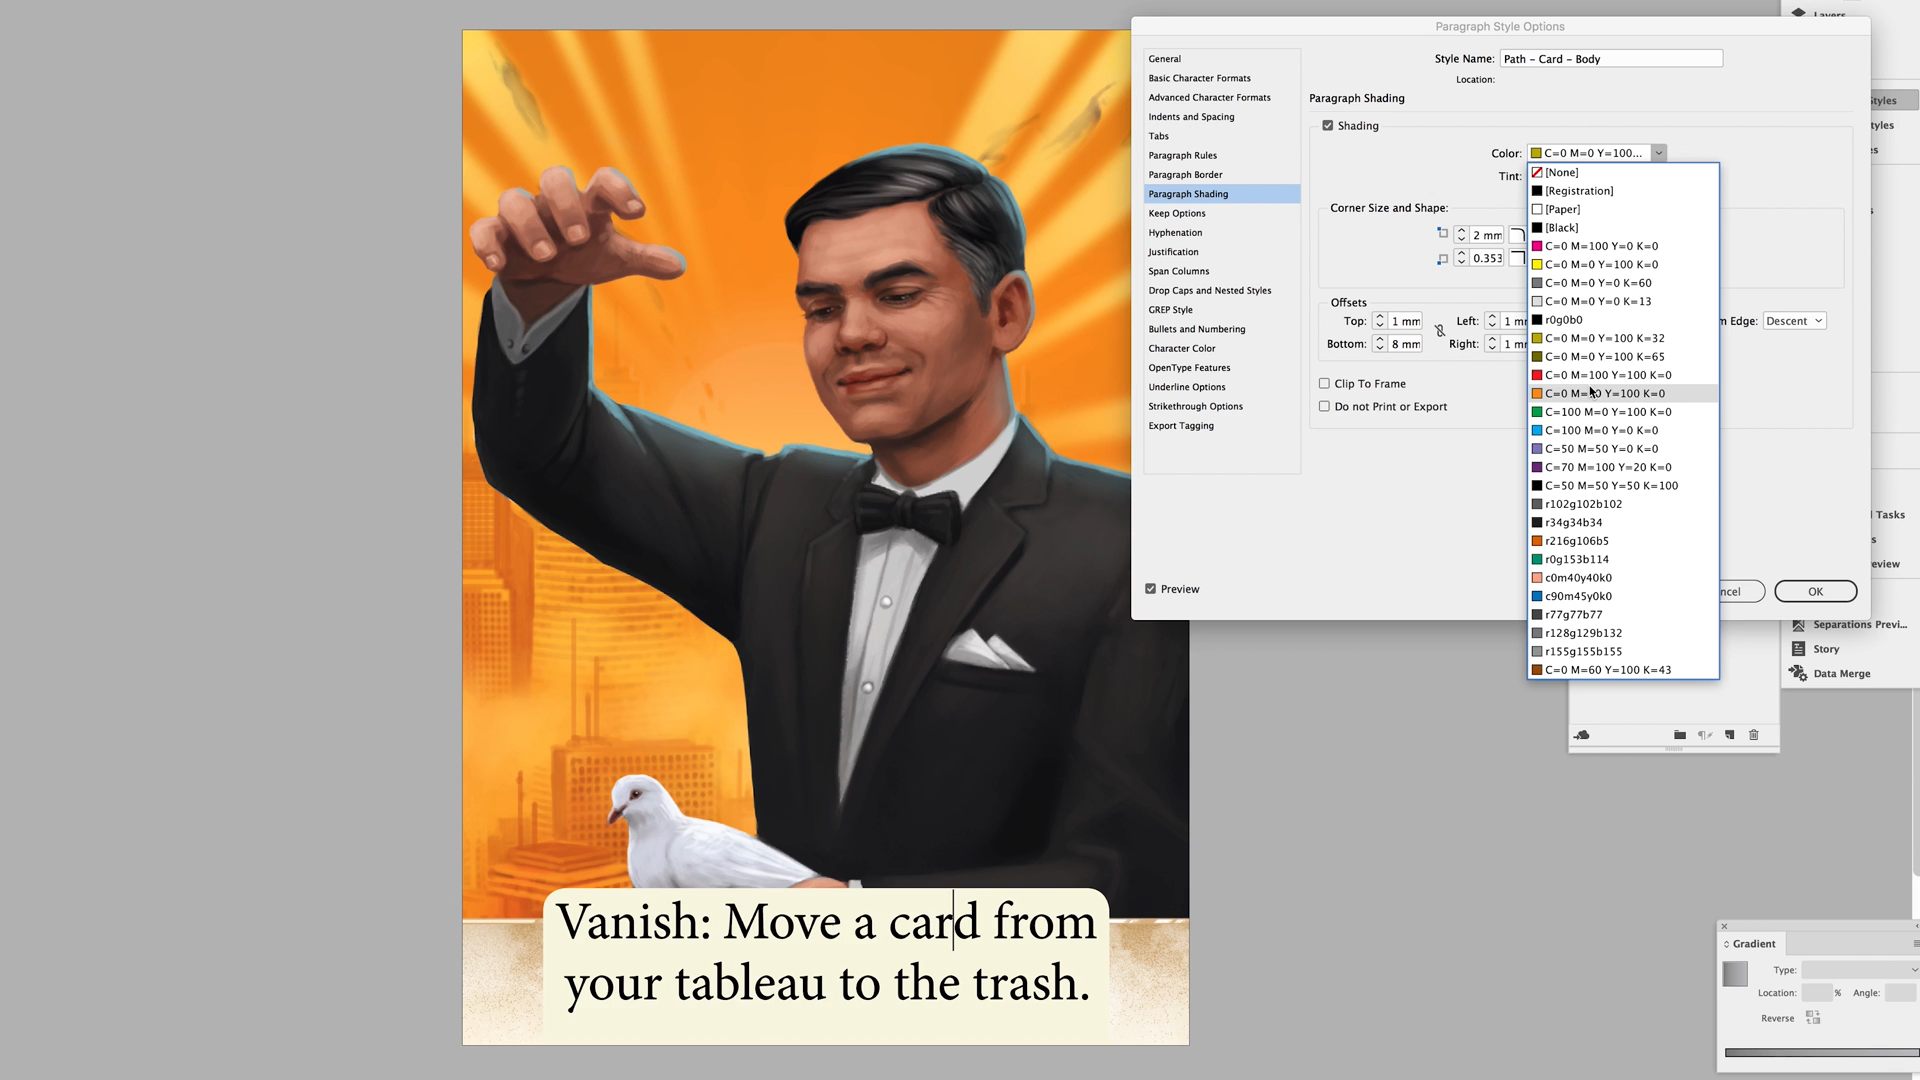 Layers
Paragraph Style Options
General
Basic Character Formats
Advanced Character Formats
Indents and Spacing
Tabs
Paragraph Rules
Paragraph Border
Paragraph Shading
Keep Options
Hyphenation
Justification
Span Columns
Drop Caps and Nested Styles
GREP Style
Bullets and Numbering
Character Color
OpenType Features
Underline Options
Strikethrough Options
Export Tagging
Preview
Style Name: Path – Card – Body
Location:
Paragraph Shading
Shading
Color: C=0 M=0 Y=100...
Tint:
Corner Size and Shape:
2 mm
0.353
Offsets
Top: 1 mm Left: 1 mm
Bottom: 8 mm Right: 1 mm
Edge: Descent
Clip To Frame
Do not Print or Export
[None]
[Registration]
[Paper]
[Black]
C=0 M=100 Y=0 K=0
C=0 M=0 Y=100 K=0
C=0 M=0 Y=0 K=60
C=0 M=0 Y=0 K=13
r0g0b0
C=0 M=0 Y=100 K=32
C=0 M=0 Y=100 K=65
C=0 M=100 Y=100 K=0
C=0 Y=100 K=0
C=100 M=0 Y=100 K=0
C=100 M=0 Y=0 K=0
C=50 M=50 Y=0 K=0
C=70 M=100 Y=20 K=0
C=50 M=50 Y=50 K=100
r102g102b102
r34g34b34
r216g106b5
r0g153b114
c0m40y40k0
c90m45y0k0
r77g77b77
r128g129b132
r155g155b155
C=0 M=60 Y=100 K=43
ncel
OK
tyles
tyles
Tasks
eview
Separations Previ...
Story
Data Merge
Vanish: Move a card from
your tableau to the trash.
Gradient
Type:
Location: % Angle:
Reverse